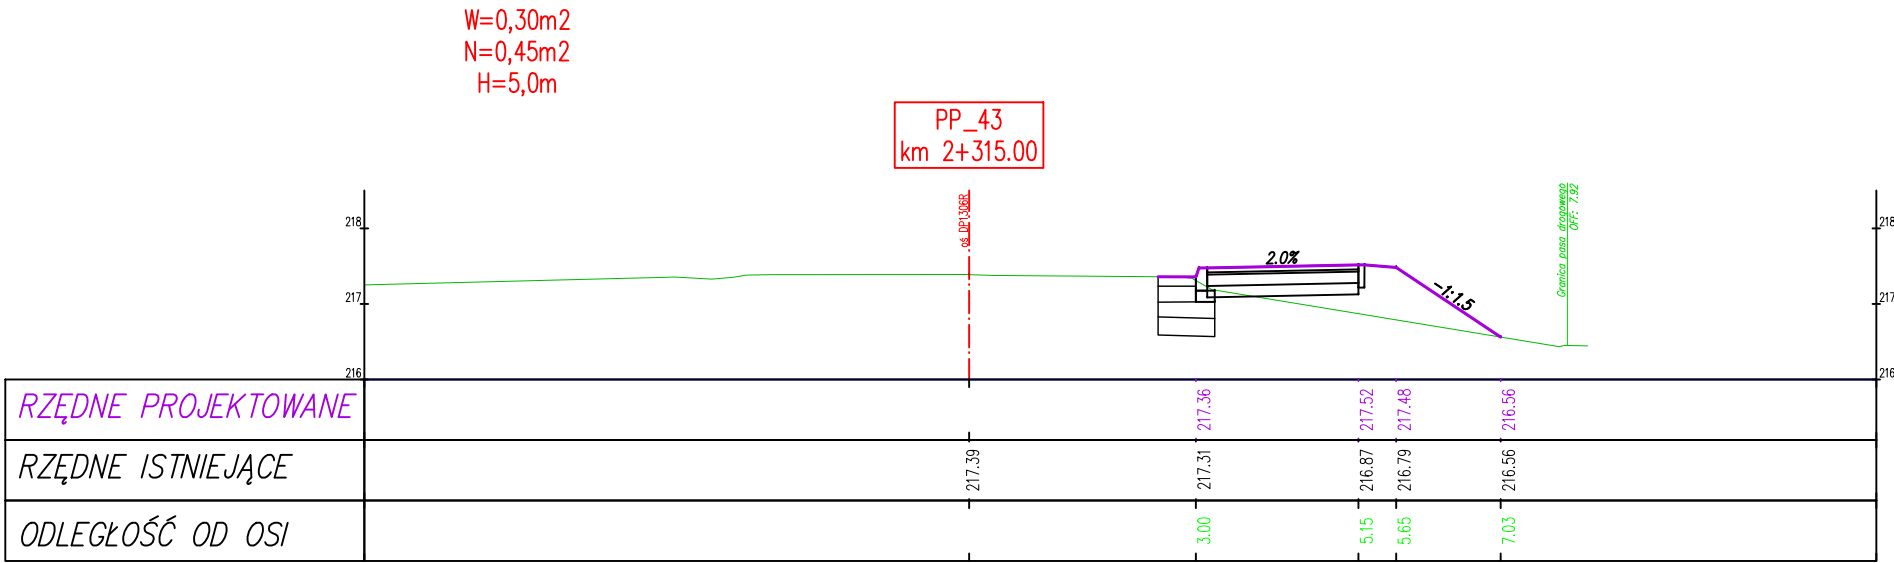 W=0,30m2
N=0,45m2
H=5,0m
PP_43
km 2+315.00
oś DP1306R
Granica pasa drogowego
OFF: 7.92
218
217
216
218
217
216
2.0%
-1:1.5
RZĘDNE PROJEKTOWANE
217.36
217.52
217.48
216.56
RZĘDNE ISTNIEJĄCE
217.39
217.31
216.87
216.79
216.56
ODLEGŁOŚĆ OD OSI
3.00
5.15
5.65
7.03